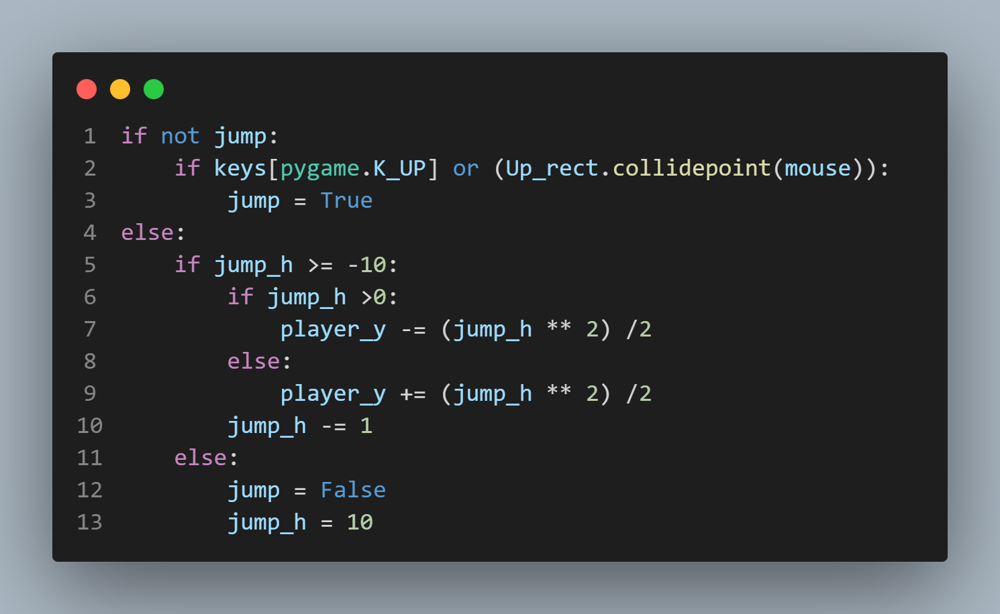 1 if not jump:
2     if keys[pygame.K_UP] or (Up_rect.collidepoint(mouse)):
3         jump = True
4 else:
5     if jump_h >= -10:
6         if jump_h >0:
7             player_y -= (jump_h ** 2) /2
8         else:
9             player_y += (jump_h ** 2) /2
10         jump_h -= 1
11     else:
12         jump = False
13         jump_h = 10